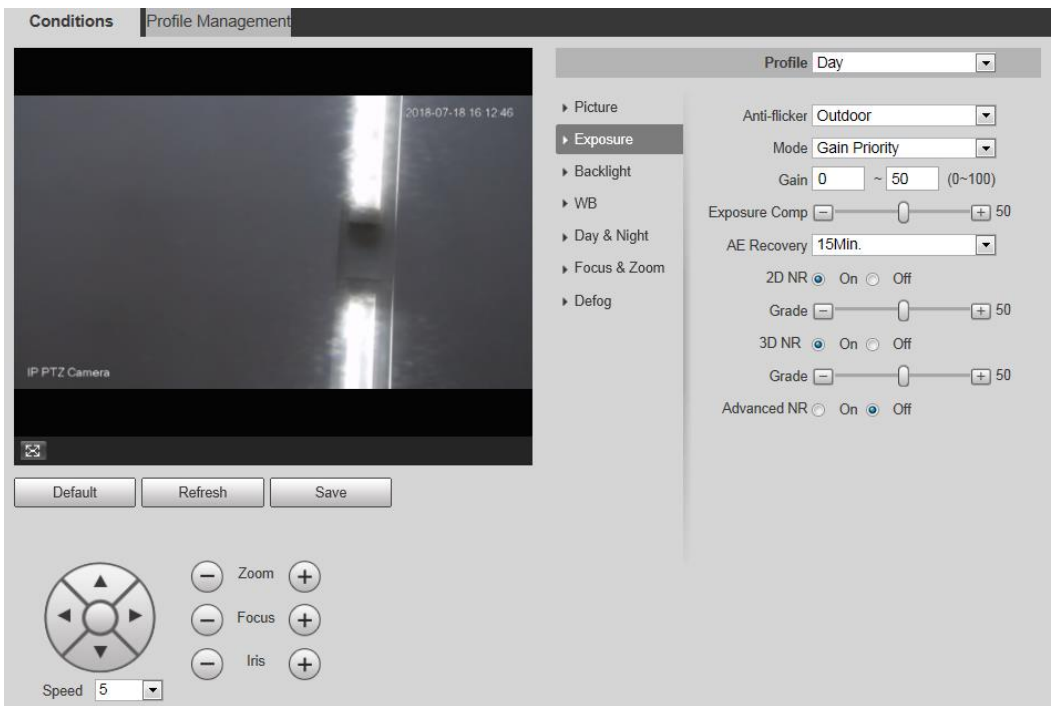 Conditions Profile Management
Profile Day
2018-07-18 16:12:46
IP PTZ Camera
Picture
Exposure
Backlight
WB
Day & Night
Focus & Zoom
Defog
Anti-flicker Outdoor
Mode Gain Priority
Gain 0 ~ 50 (0~100)
Exposure Comp 50
AE Recovery 15Min.
2D NR On Off
Grade 50
3D NR On Off
Grade 50
Advanced NR On Off
Default Refresh Save
Zoom
Focus
Iris
Speed 5